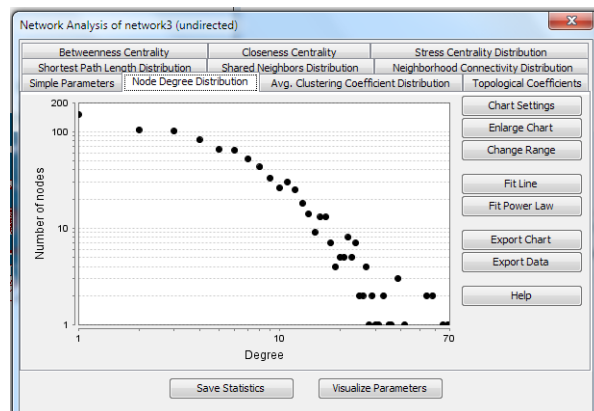 Network Analysis of network3 (undirected)
Betweenness Centrality
Closeness Centrality
Stress Centrality Distribution
Shortest Path Length Distribution
Shared Neighbors Distribution
Neighborhood Connectivity Distribution
Simple Parameters
Node Degree Distribution
Avg. Clustering Coefficient Distribution
Topological Coefficients
200
100
10
1
Number of nodes
1
10
70
Degree
Chart Settings
Enlarge Chart
Change Range
Fit Line
Fit Power Law
Export Chart
Export Data
Help
Save Statistics
Visualize Parameters